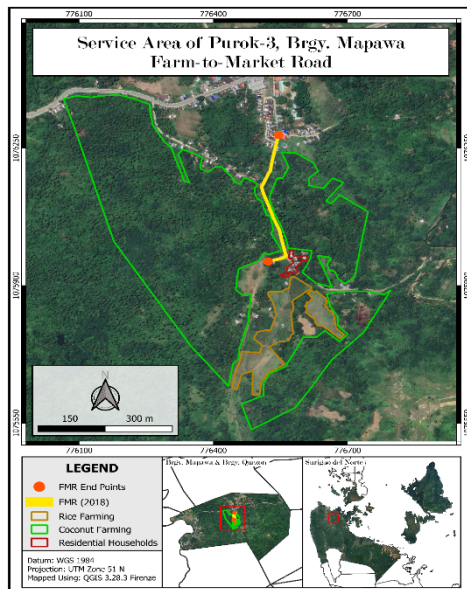 776100 776400 776700
Service Area of Purok-3, Brgy. Mapawa
Farm-to-Market Road
1076250
1076250
1075900
1075900
1075550
1075550
N
150 300 m
776100 776400 776700
LEGEND
FMR End Points
FMR (2018)
Rice Farming
Coconut Farming
Residential Households
Datum: WGS 1984
Projection: UTM Zone 51 N
Mapped Using: QGIS 3.28.3 Firenze
Brgy. Mapawa & Brgy. Quezon
Surigao del Norte